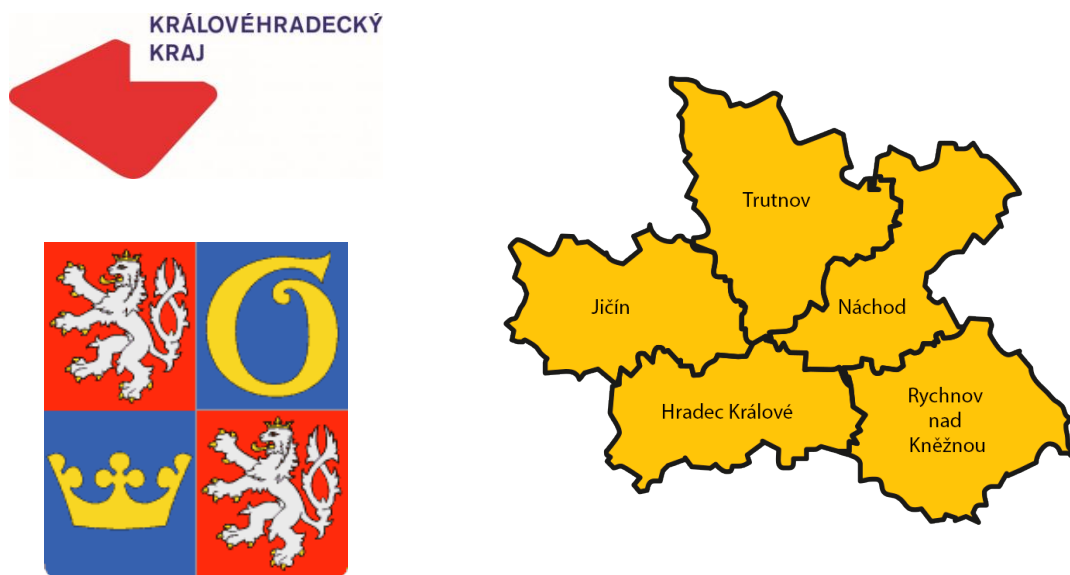 KRÁLOVÉHRADECKÝ
KRAJ
Trutnov
Jičín
Náchod
Hradec Králové
Rychnov
nad
Kněžnou